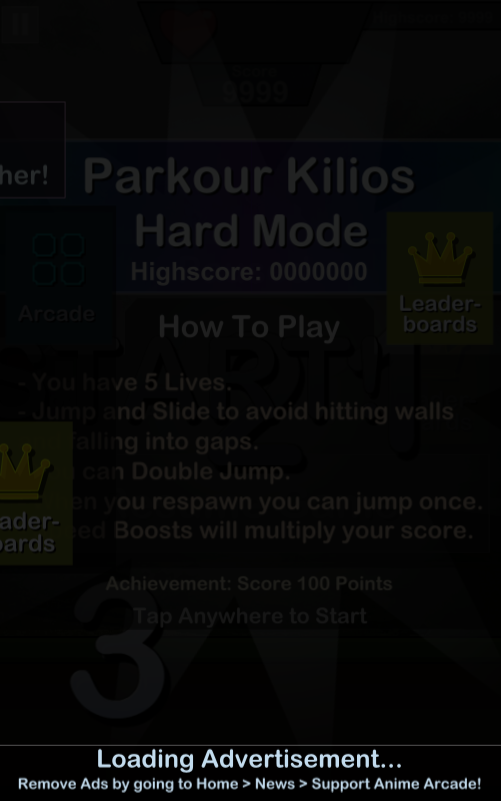 9999
her!
Parkour Kilios
Hard Mode
Highscore: 0000000
Arcade
Leader-
boards
How To Play
START!
- You have 5 Lives.
- Jump and Slide to avoid hitting walls
falling into gaps.
can Double Jump.
you respawn you can jump once.
Boosts will multiply your score.
ader-
oards
Achievement: Score 100 Points
Tap Anywhere to Start
3
Loading Advertisement...
Remove Ads by going to Home > News > Support Anime Arcade!